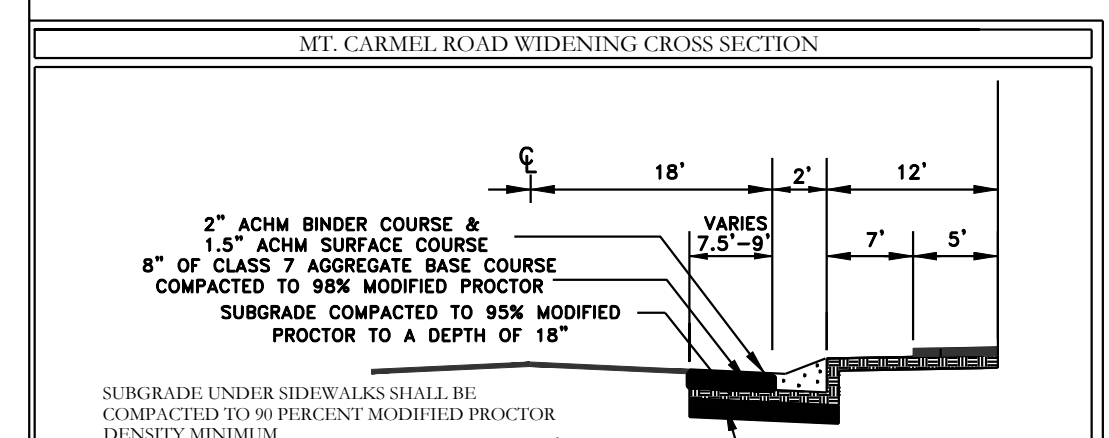 MT. CARMEL ROAD WIDENING CROSS SECTION
℄
18'
2'
12'
2" ACHM BINDER COURSE &
1.5" ACHM SURFACE COURSE
VARIES
7.5'-9'
7'
5'
8" OF CLASS 7 AGGREGATE BASE COURSE
COMPACTED TO 98% MODIFIED PROCTOR
SUBGRADE COMPACTED TO 95% MODIFIED
PROCTOR TO A DEPTH OF 18"
SUBGRADE UNDER SIDEWALKS SHALL BE
COMPACTED TO 90 PERCENT MODIFIED PROCTOR
DENSITY MINIMUM